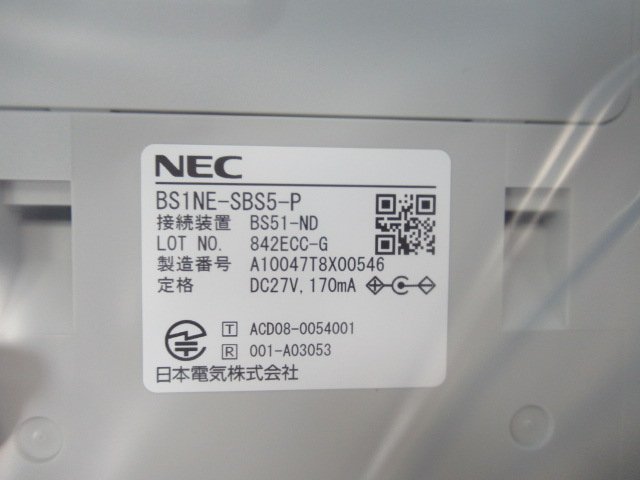 NEC
BS1NE-SBS5-P
接続装置 BS51-ND
LOT NO. 842ECC-G
製造番号 A10047T8X00546
定格 DC27V, 170mA
T ACD08-0054001
R 001-A03053
日本電気株式会社